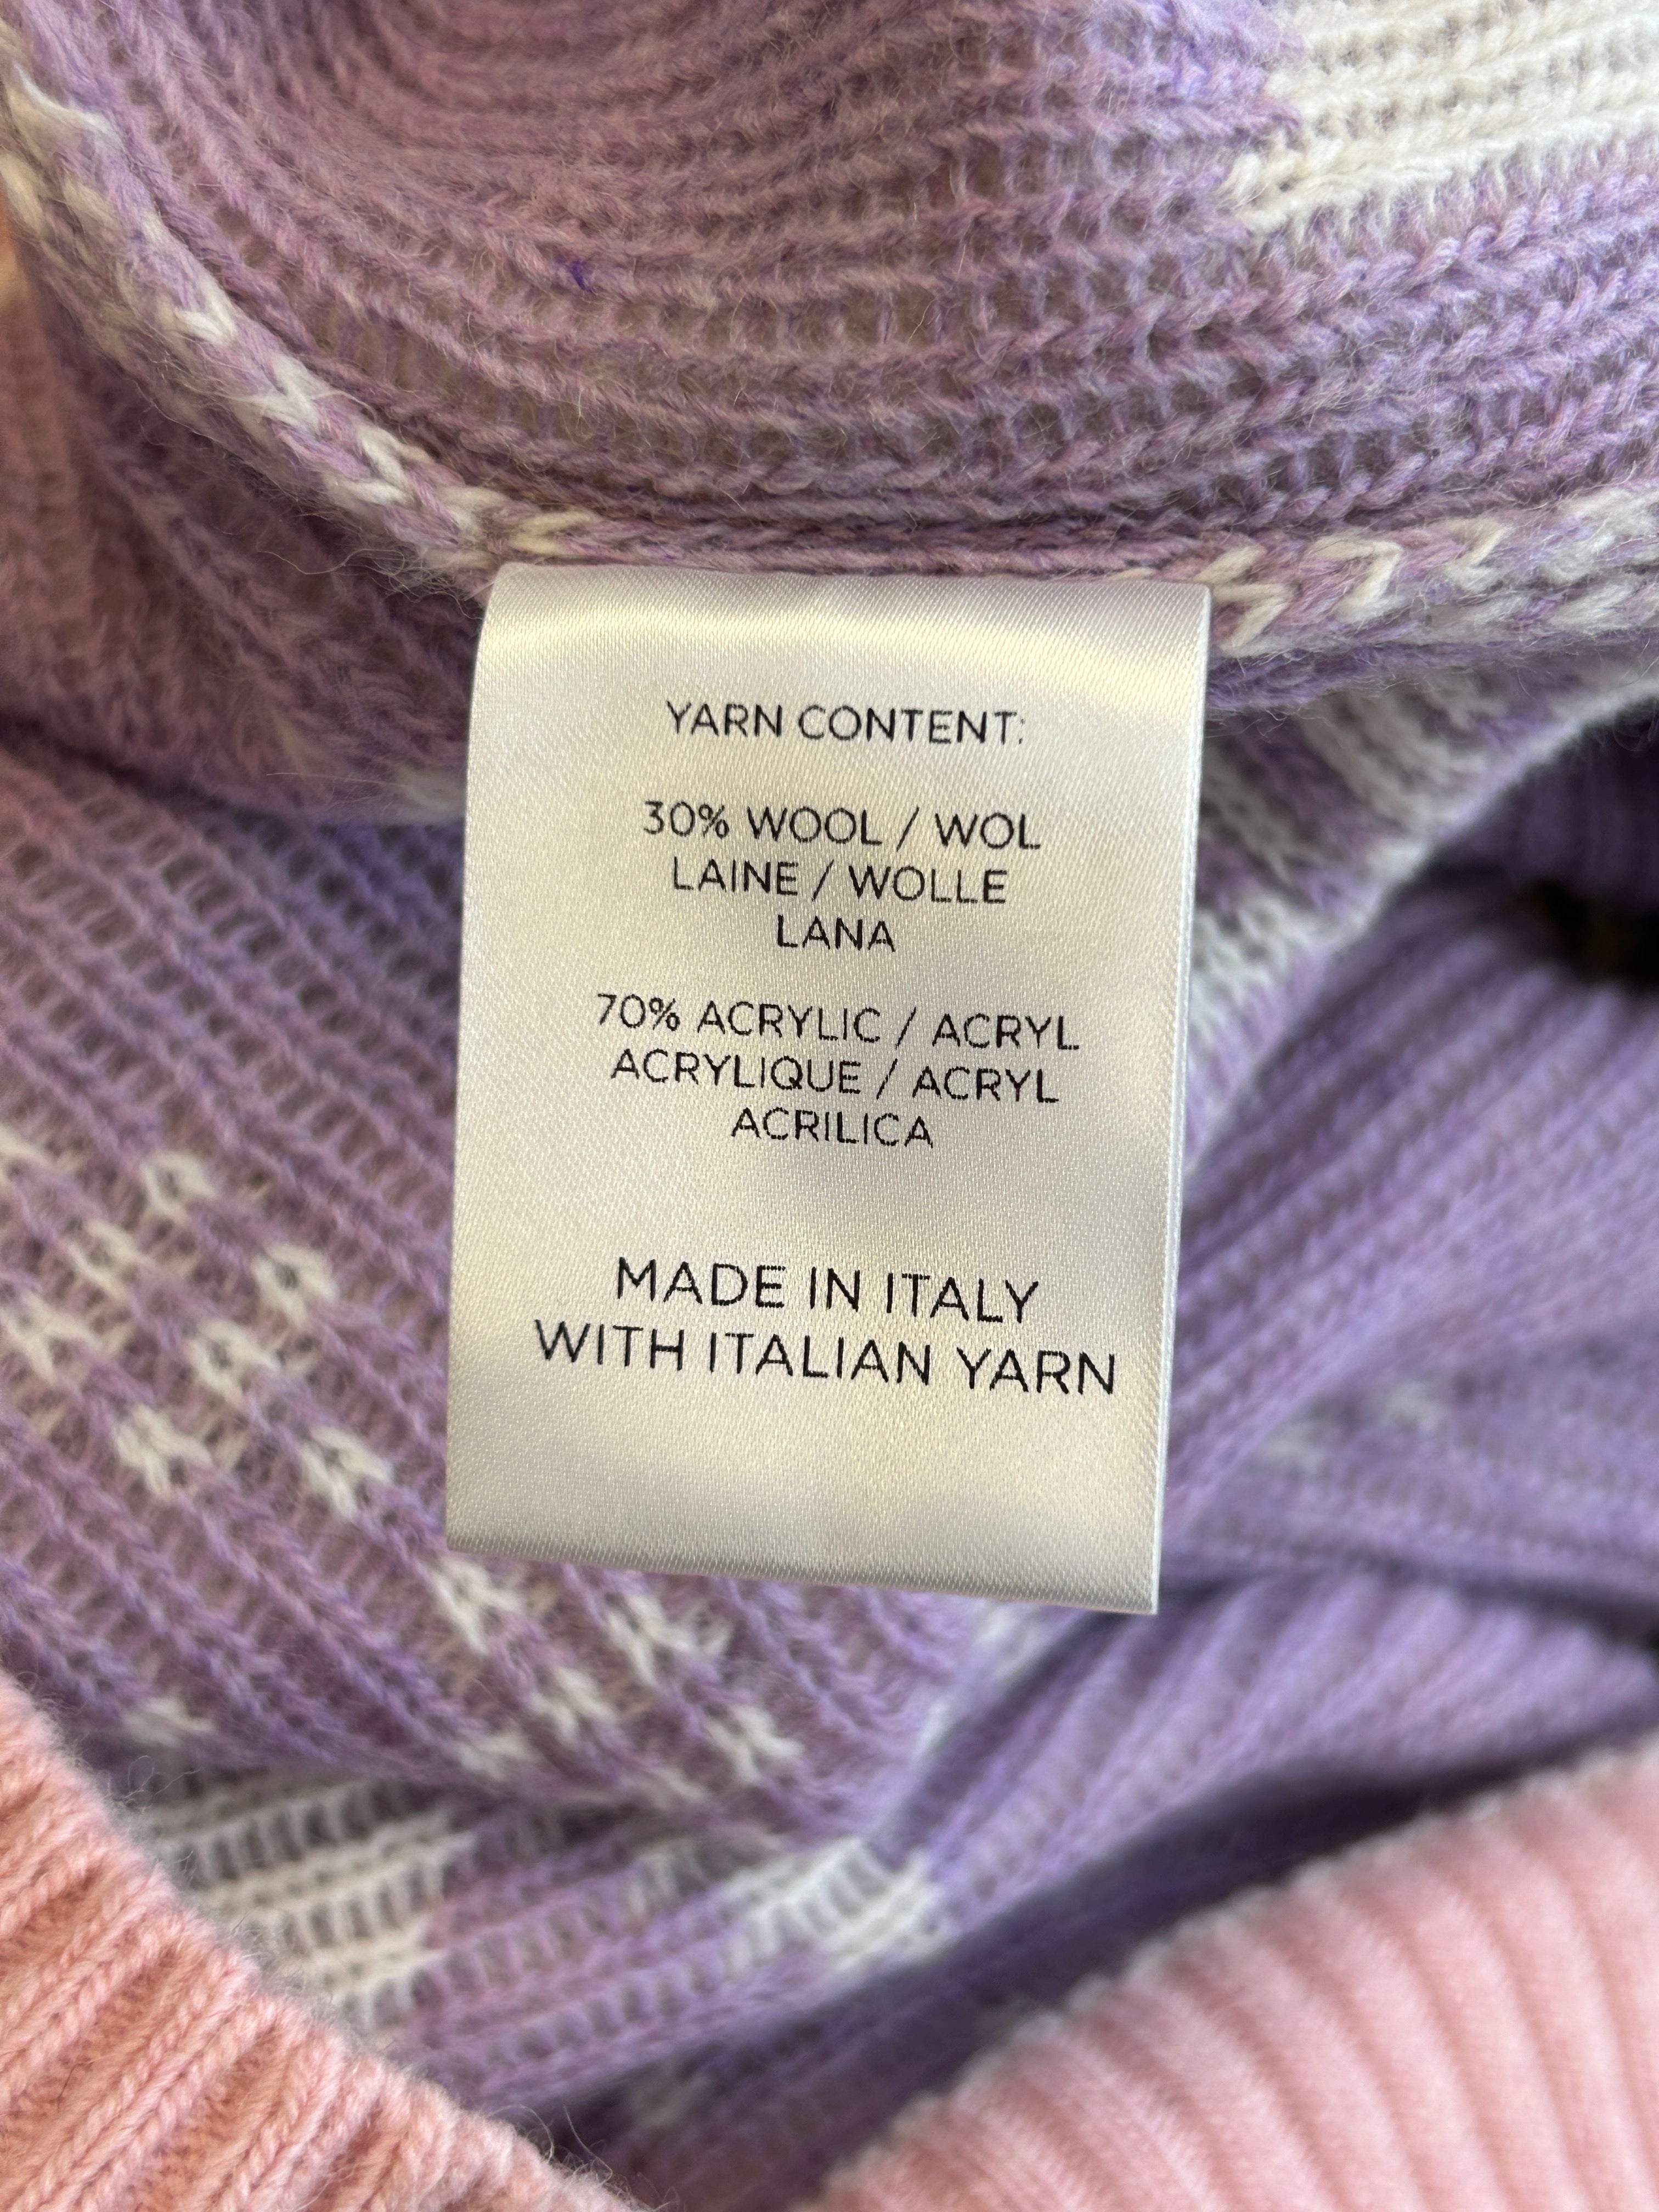 YARN CONTENT:
30% WOOL / WOL
LAINE / WOLLE
LANA
70% ACRYLIC / ACRYL
ACRYLIQUE / ACRYL
ACRILICA
MADE IN ITALY
WITH ITALIAN YARN